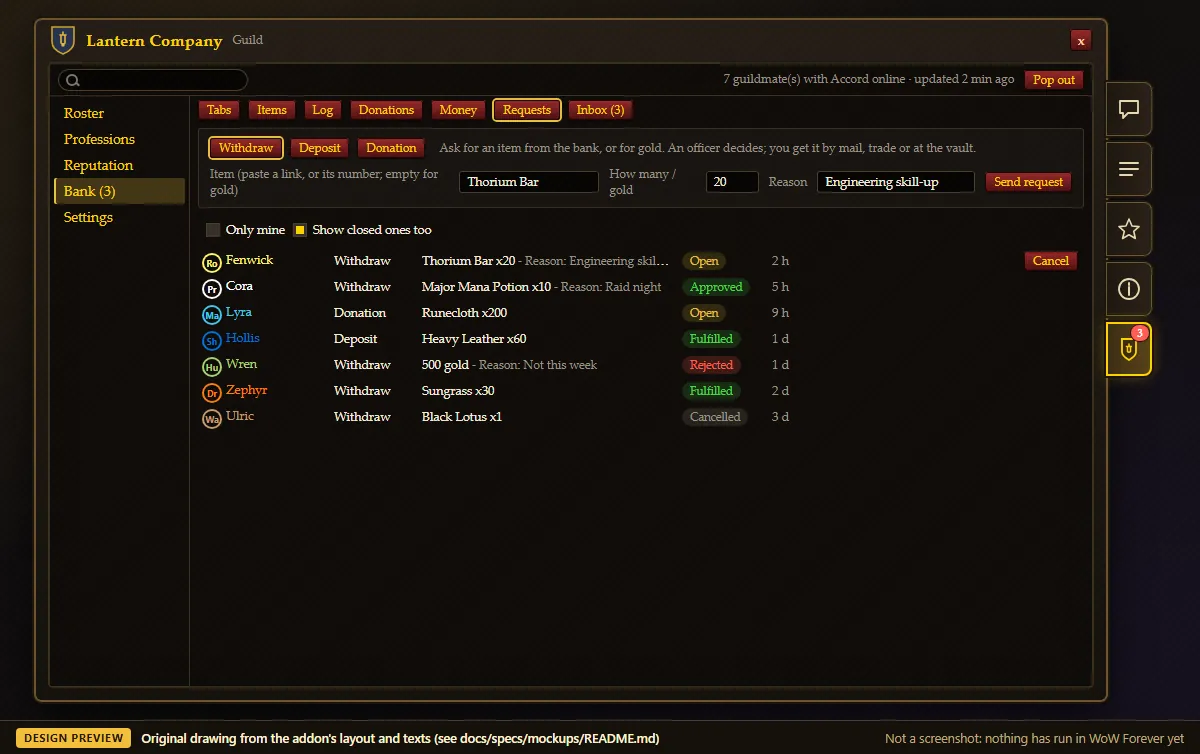 Lantern Company Guild
x
7 guildmate(s) with Accord online · updated 2 min ago Pop out
Roster
Professions
Reputation
Bank (3)
Settings
Tabs Items Log Donations Money Requests Inbox (3)
Withdraw Deposit Donation Ask for an item from the bank, or for gold. An officer decides; you get it by mail, trade or at the vault.
Item (paste a link, or its number; empty for gold) Thorium Bar How many / gold 20 Reason Engineering skill-up Send request
Only mine Show closed ones too
Ro Fenwick Withdraw Thorium Bar x20 - Reason: Engineering skil... Open 2 h Cancel
Pr Cora Withdraw Major Mana Potion x10 - Reason: Raid night Approved 5 h
Ma Lyra Donation Runecloth x200 Open 9 h
Sh Hollis Deposit Heavy Leather x60 Fulfilled 1 d
Hu Wren Withdraw 500 gold - Reason: Not this week Rejected 1 d
Dr Zephyr Withdraw Sungrass x30 Fulfilled 2 d
Wa Ulric Withdraw Black Lotus x1 Cancelled 3 d
3
DESIGN PREVIEW Original drawing from the addon's layout and texts (see docs/specs/mockups/README.md) Not a screenshot: nothing has run in WoW Forever yet